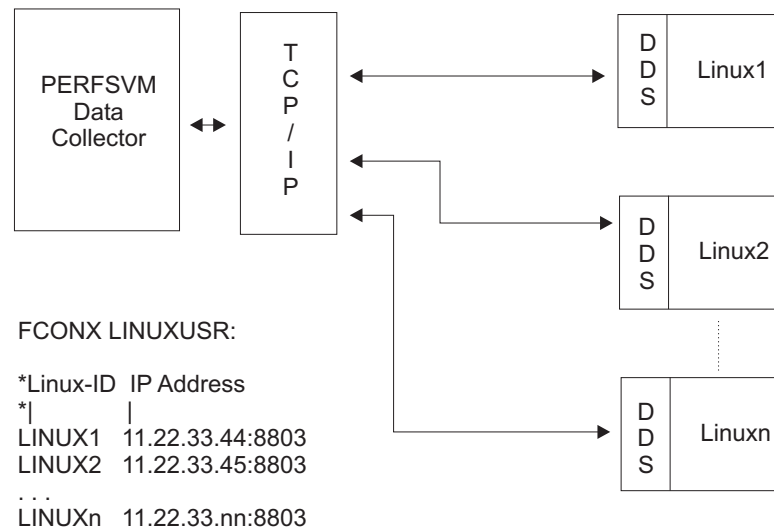 PERFSVM
Data
Collector
T
C
P
/
I
P
D
D
S
Linux1
D
D
S
Linux2
D
D
S
Linuxn
FCONX LINUXUSR:
*Linux-ID IP Address
*| |
LINUX1 11.22.33.44:8803
LINUX2 11.22.33.45:8803
. . .
LINUXn 11.22.33.nn:8803